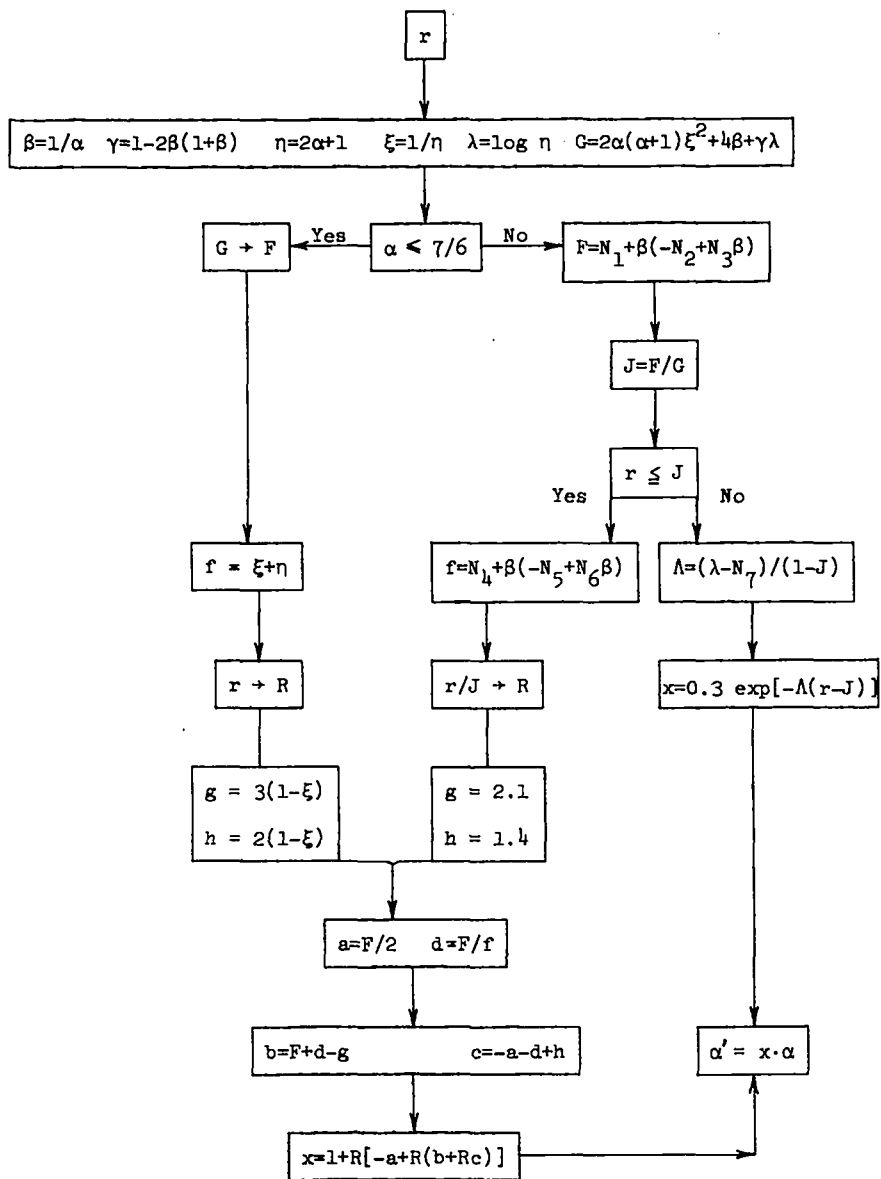 r
β=1/α γ=1-2β(1+β) η=2α+1 ξ=1/η λ=log η G=2α(α+1)ξ²+4β+γλ
G → F
Yes
α ⩽ 7/6
No
F=N₁+β(-N₂+N₃β)
J=F/G
r ≦ J
Yes
No
f = ξ+η
f=N₄+β(-N₅+N₆β)
Λ=(λ-N₇)/(1-J)
r → R
r/J → R
x=0.3 exp[-Λ(r-J)]
g = 3(1-ξ)
h = 2(1-ξ)
g = 2.1
h = 1.4
a=F/2 d=F/f
b=F+d-g c=-a-d+h
α' = x·α
x=1+R[-a+R(b+Rc)]